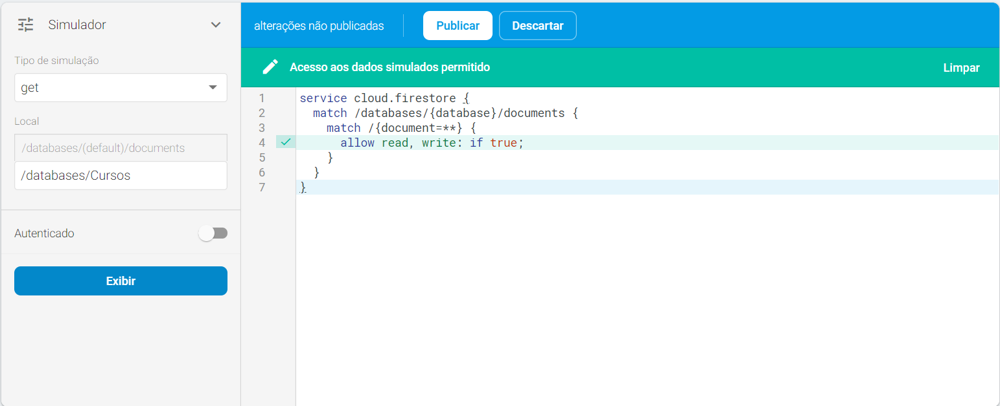 Simulador
Tipo de simulação
get
Local
/databases/(default)/documents
/databases/Cursos
Autenticado
Exibir
alterações não publicadas
Publicar
Descartar
Acesso aos dados simulados permitido
Limpar
1 service cloud.firestore {
2 match /databases/{database}/documents {
3 match /{document=**} {
4 allow read, write: if true;
5 }
6 }
7 }